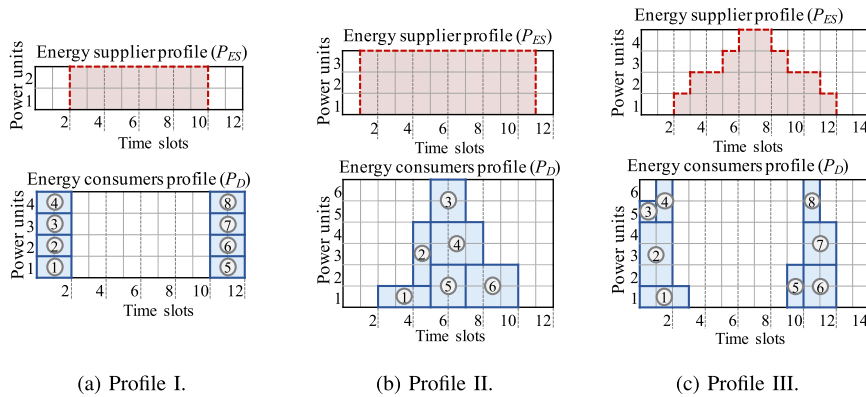 Energy supplier profile (P_ES)
Power units
2
1
2 4 6 8 10 12
Time slots
Energy consumers profile (P_D)
Power units
4
3
2
1
④ ⑧
③ ⑦
② ⑥
① ⑤
2 4 6 8 10 12
Time slots
(a) Profile I.
Energy supplier profile (P_ES)
Power units
3
2
1
2 4 6 8 10 12
Time slots
Energy consumers profile (P_D)
Power units
6
5
4
3
2
1
③
② ④
① ⑤ ⑥
2 4 6 8 10 12
Time slots
(b) Profile II.
Energy supplier profile (P_ES)
Power units
4
3
2
1
2 4 6 8 10 12 14
Time slots
Energy consumers profile (P_D)
Power units
6
5
4
3
2
1
③ ④ ⑧
② ⑦
① ⑤ ⑥
2 4 6 8 10 12 14
Time slots
(c) Profile III.